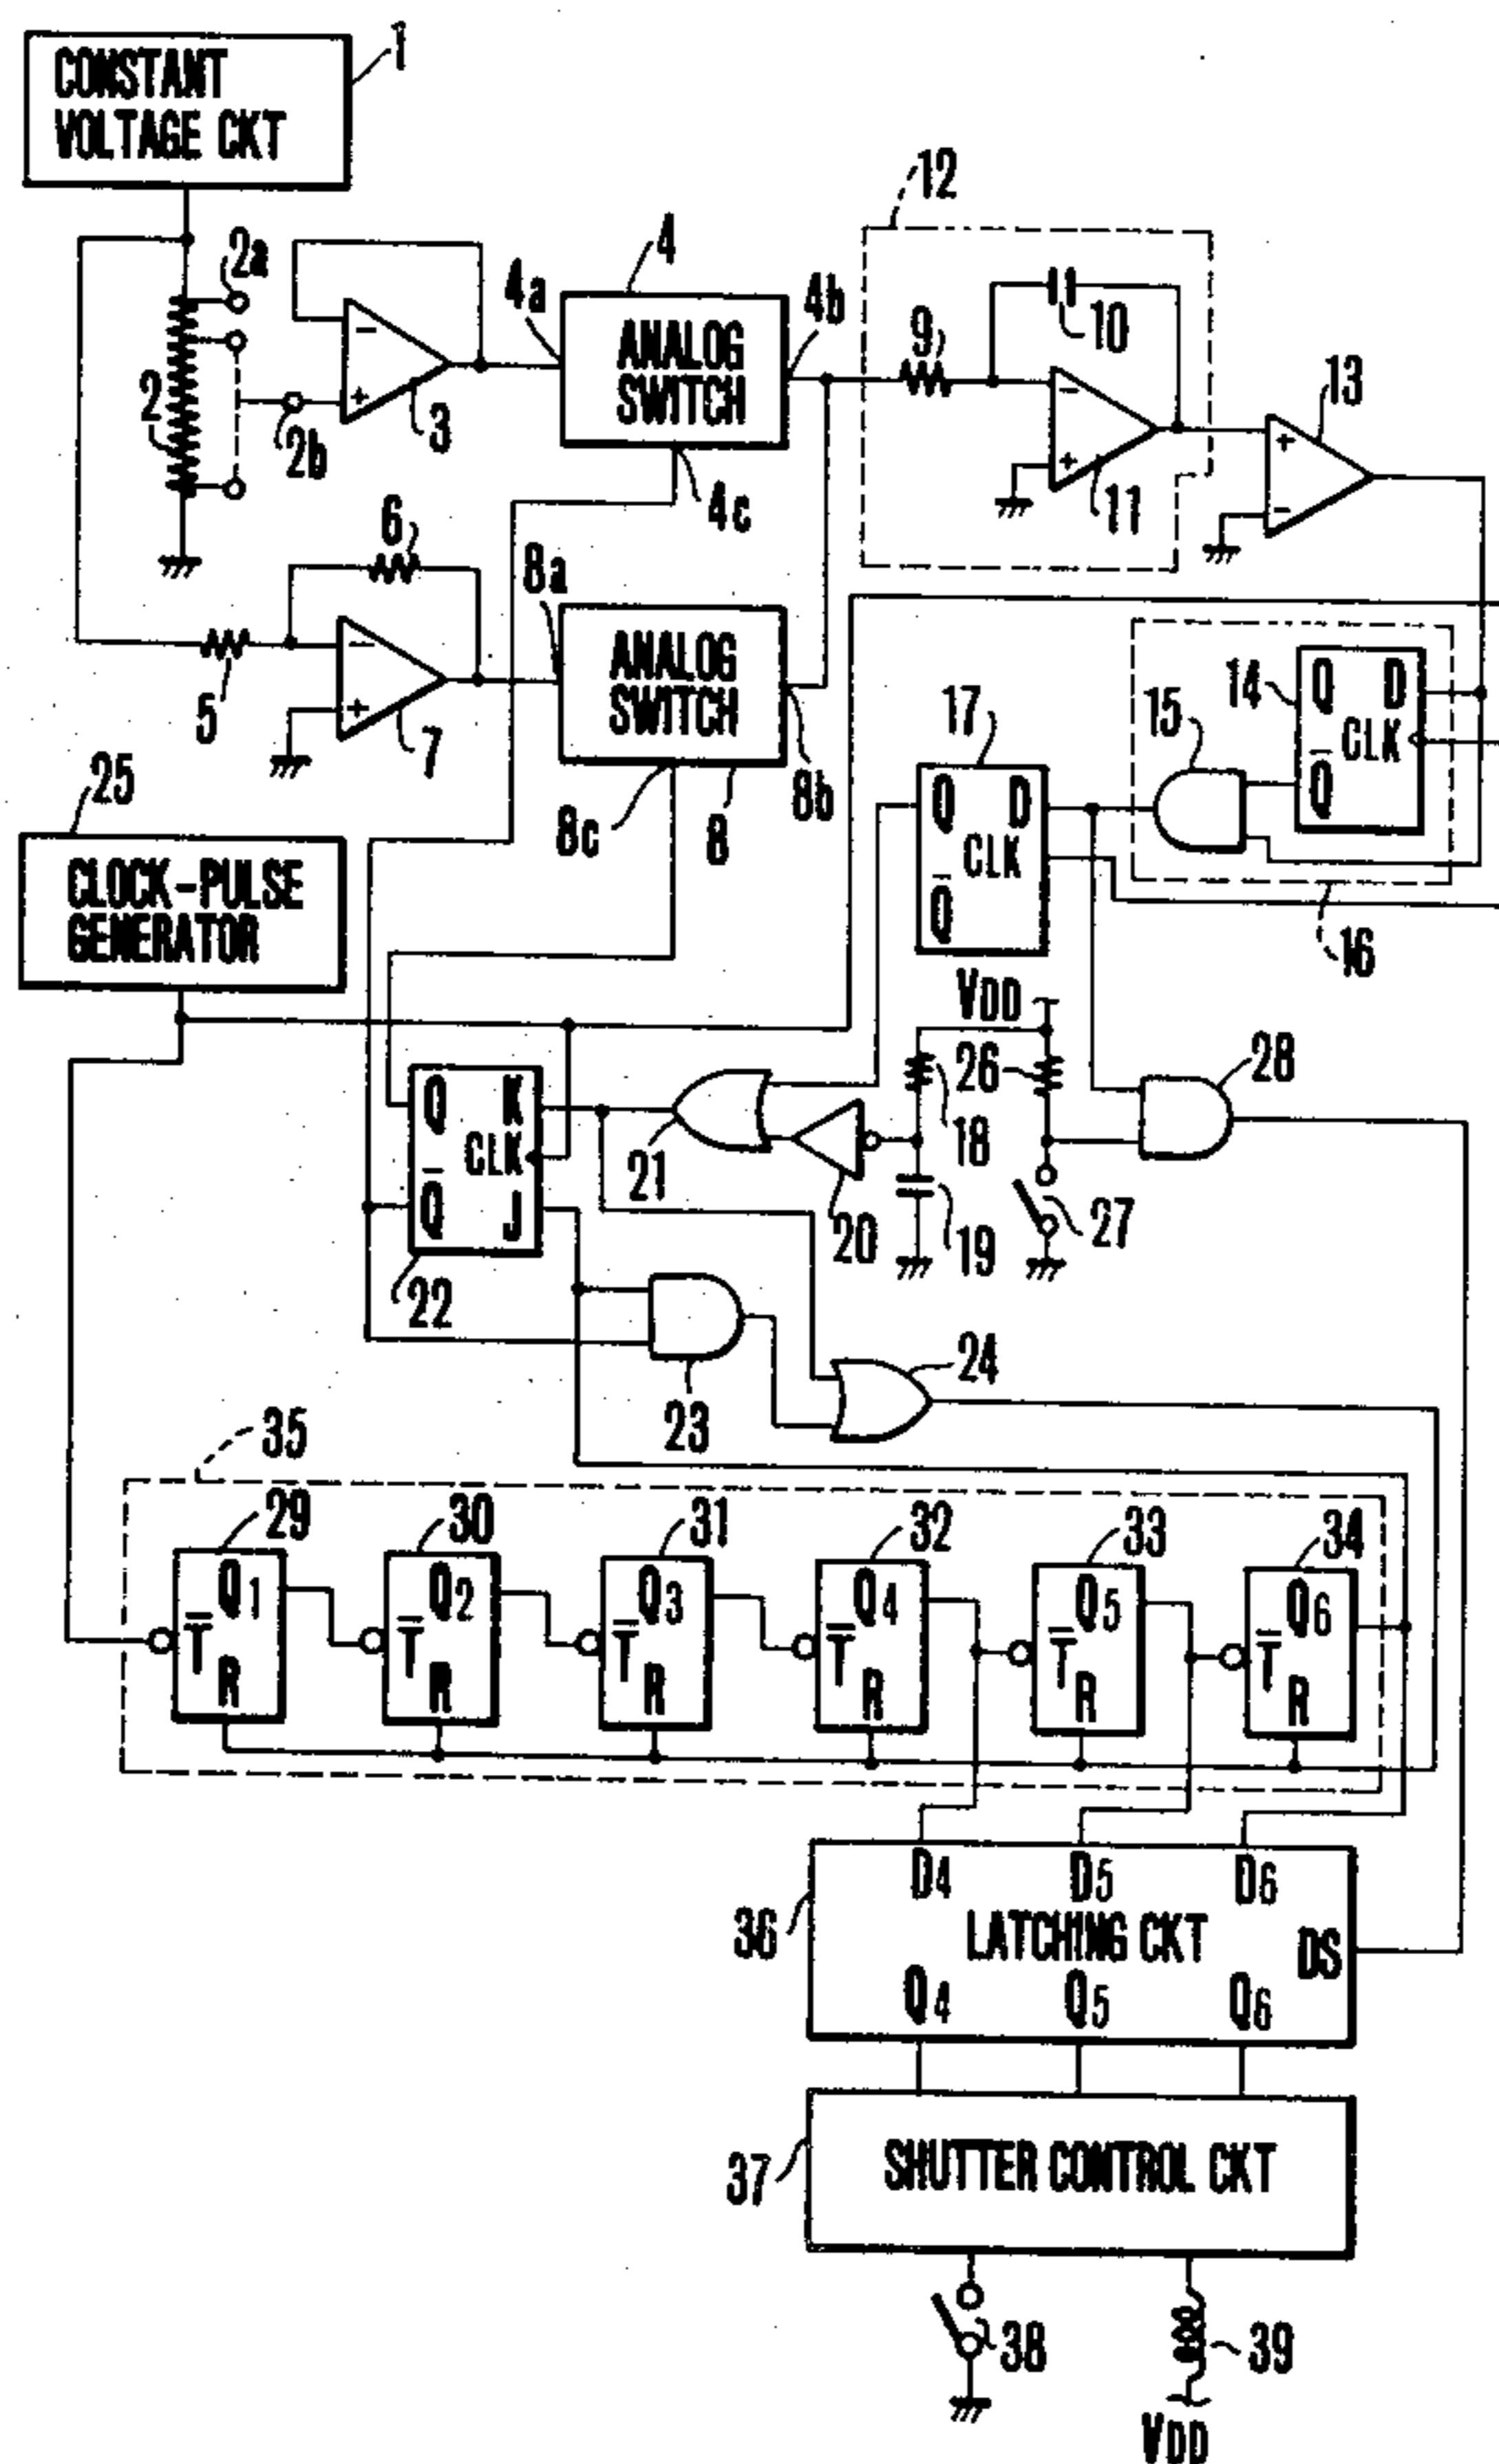 1
CONSTANT
VOLTAGE CKT
12
2a
4
4a
4b
ANALOG
SWITCH
9
10
13
2
2b
3
4c
11
6
8a
5
7
ANALOG
SWITCH
8b
8c
8
14
Q D
CLK
Q̅
15
16
17
Q D
CLK
Q̅
25
CLOCK-PULSE
GENERATOR
VDD
26
28
18
Q K
CLK
Q̅ J
21
20
19
27
22
23
24
35
29
30
31
32
33
34
Q1
Q2
Q3
Q4
Q5
Q6
T̅
T̅
T̅
T̅
T̅
T̅
R
R
R
R
R
R
D4 D5 D6
36
LATCHING CKT
DS
Q4 Q5 Q6
37
SHUTTER CONTROL CKT
38
39
VDD